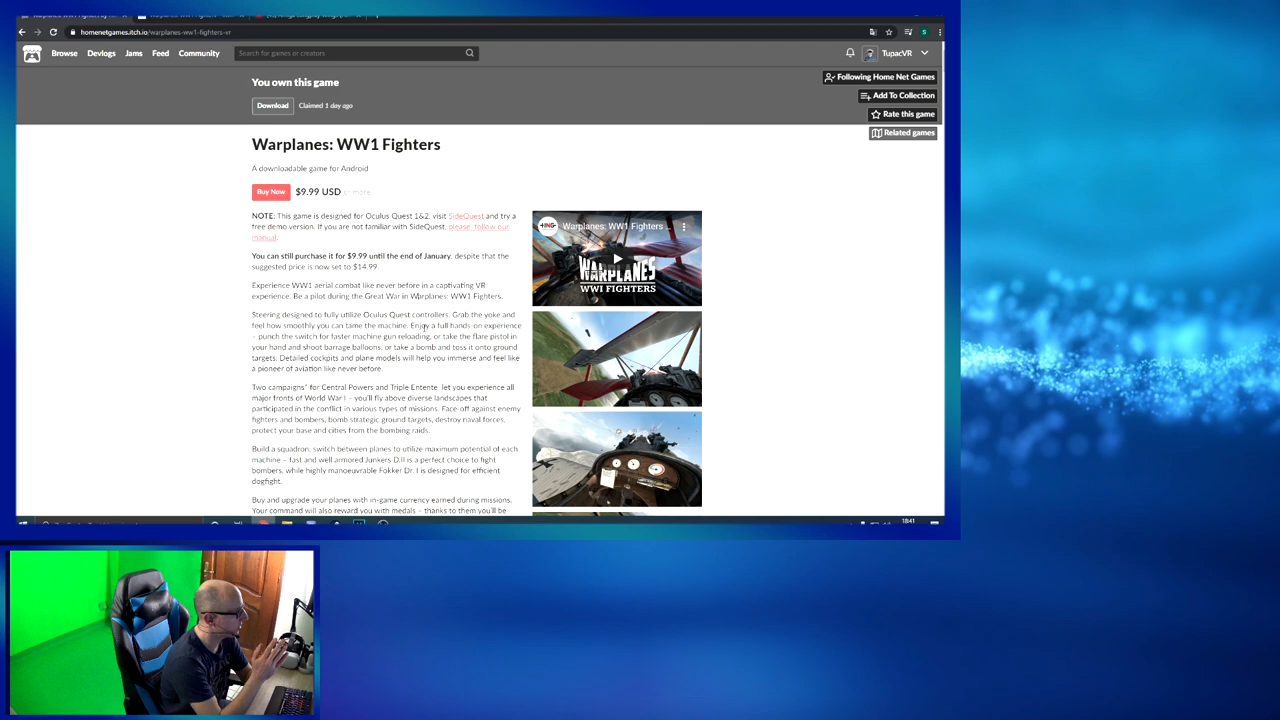 homenetgames.itch.io/warplanes-ww1-fighters-vr
Browse Devlogs Jams Feed Community Search for games or creators TupacVR
You own this game
Download Claimed 1 day ago
Following Home Net Games
Add To Collection
Rate this game
Related games
Warplanes: WW1 Fighters
A downloadable game for Android
Buy Now $9.99 USD or more
NOTE: This game is designed for Oculus Quest 1&2, visit SideQuest and try a
free demo version. If you are not familiar with SideQuest, please follow our
manual.
You can still purchase it for $9.99 until the end of January, despite that the
suggested price is now set to $14.99.
Experience WW1 aerial combat like never before in a captivating VR
experience. Be a pilot during the Great War in Warplanes: WW1 Fighters.
Steering designed to fully utilize Oculus Quest controllers. Grab the yoke and
feel how smoothly you can tame the machine. Enjoy a full hands-on experience
- punch the switch for faster machine gun reloading, or take the flare pistol in
your hand and shoot barrage balloons, or take a bomb and toss it onto ground
targets. Detailed cockpits and plane models will help you immerse and feel like
a pioneer of aviation like never before.
Two campaigns* for Central Powers and Triple Entente let you experience all
major fronts of World War I - you'll fly above diverse landscapes that
participated in the conflict in various types of missions. Face-off against enemy
fighters and bombers, bomb strategic ground targets, destroy naval forces,
protect your base and cities from the bombing raids.
Build a squadron, switch between planes to utilize maximum potential of each
machine - fast and well armored Junkers D.II is a perfect choice to fight
bombers, while highly manoeuvrable Fokker Dr. I is designed for efficient
dogfight.
Buy and upgrade your planes with in-game currency earned during missions.
Your command will also reward you with medals - thanks to them you'll be
HNG Warplanes: WW1 Fighters ...
WARPLANES
WW1 FIGHTERS
18:41